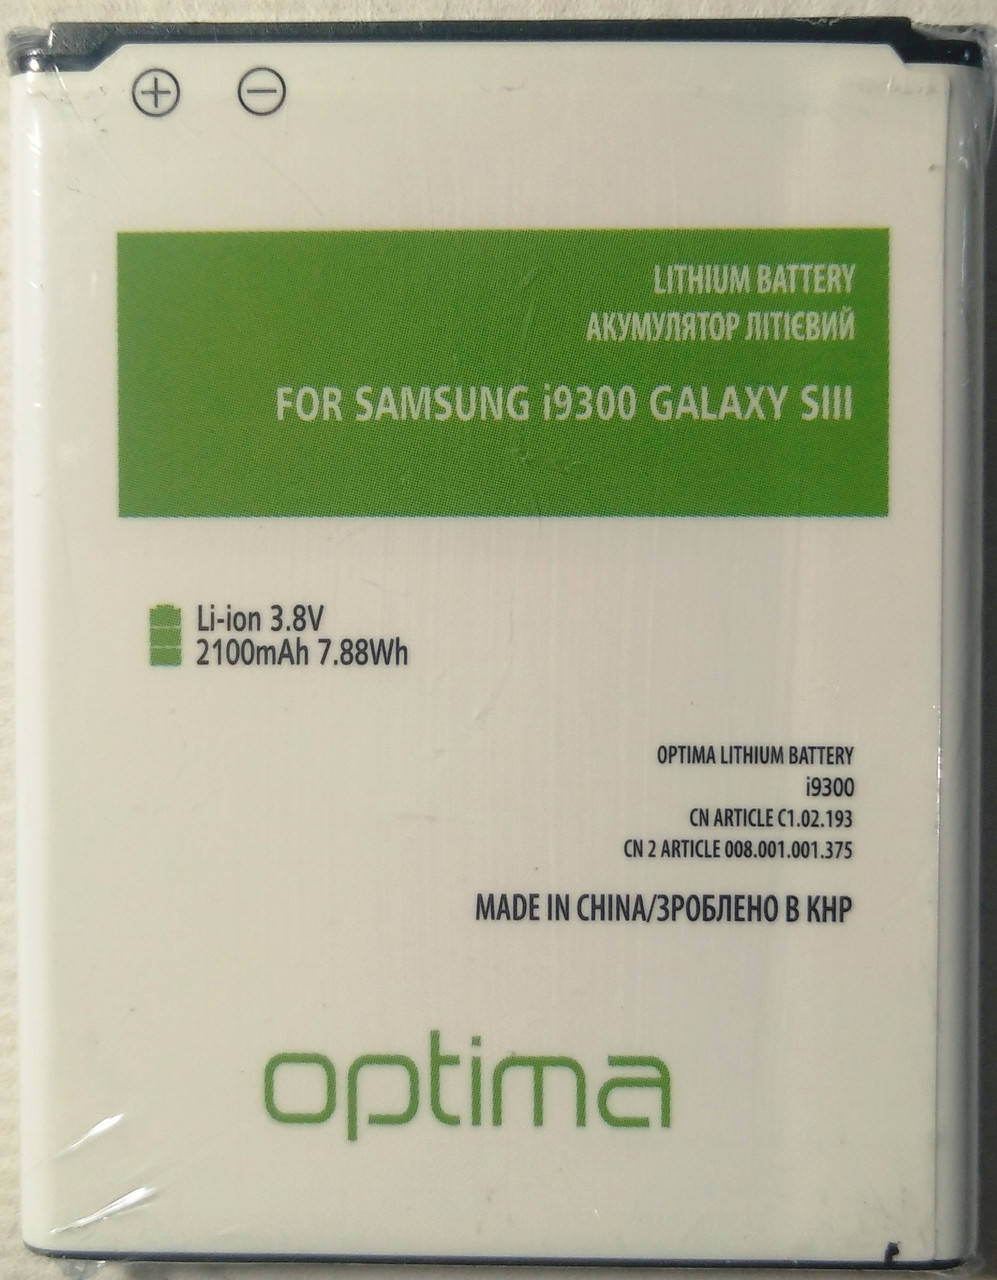 + −
LITHIUM BATTERY
АКУМУЛЯТОР ЛІТІЄВИЙ
FOR SAMSUNG i9300 GALAXY SIII
Li-ion 3.8V
2100mAh 7.88Wh
OPTIMA LITHIUM BATTERY
i9300
CN ARTICLE C1.02.193
CN 2 ARTICLE 008.001.001.375
MADE IN CHINA/ЗРОБЛЕНО В КНР
optima